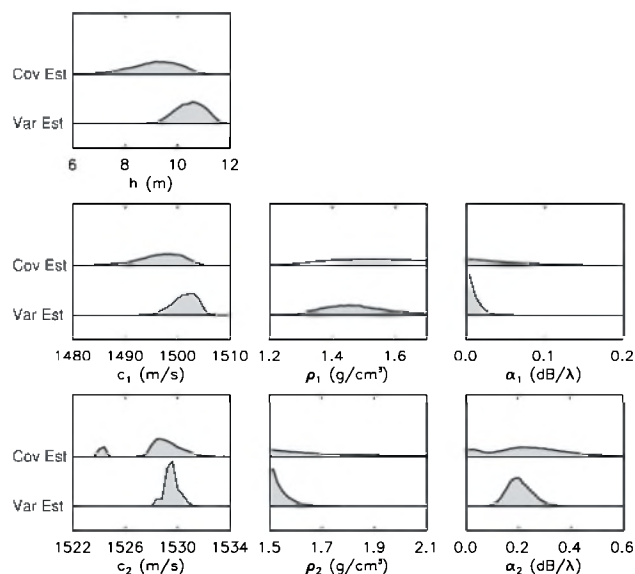 Cov Est
Var Est
6 8 10 12
h (m)
Cov Est
Var Est
1480 1490 1500 1510
c₁ (m/s)
1.2 1.4 1.6
ρ₁ (g/cm³)
0.0 0.1 0.2
α₁ (dB/λ)
Cov Est
Var Est
1522 1526 1530 1534
c₂ (m/s)
1.5 1.7 1.9 2.1
ρ₂ (g/cm³)
0.0 0.2 0.4 0.6
α₂ (dB/λ)